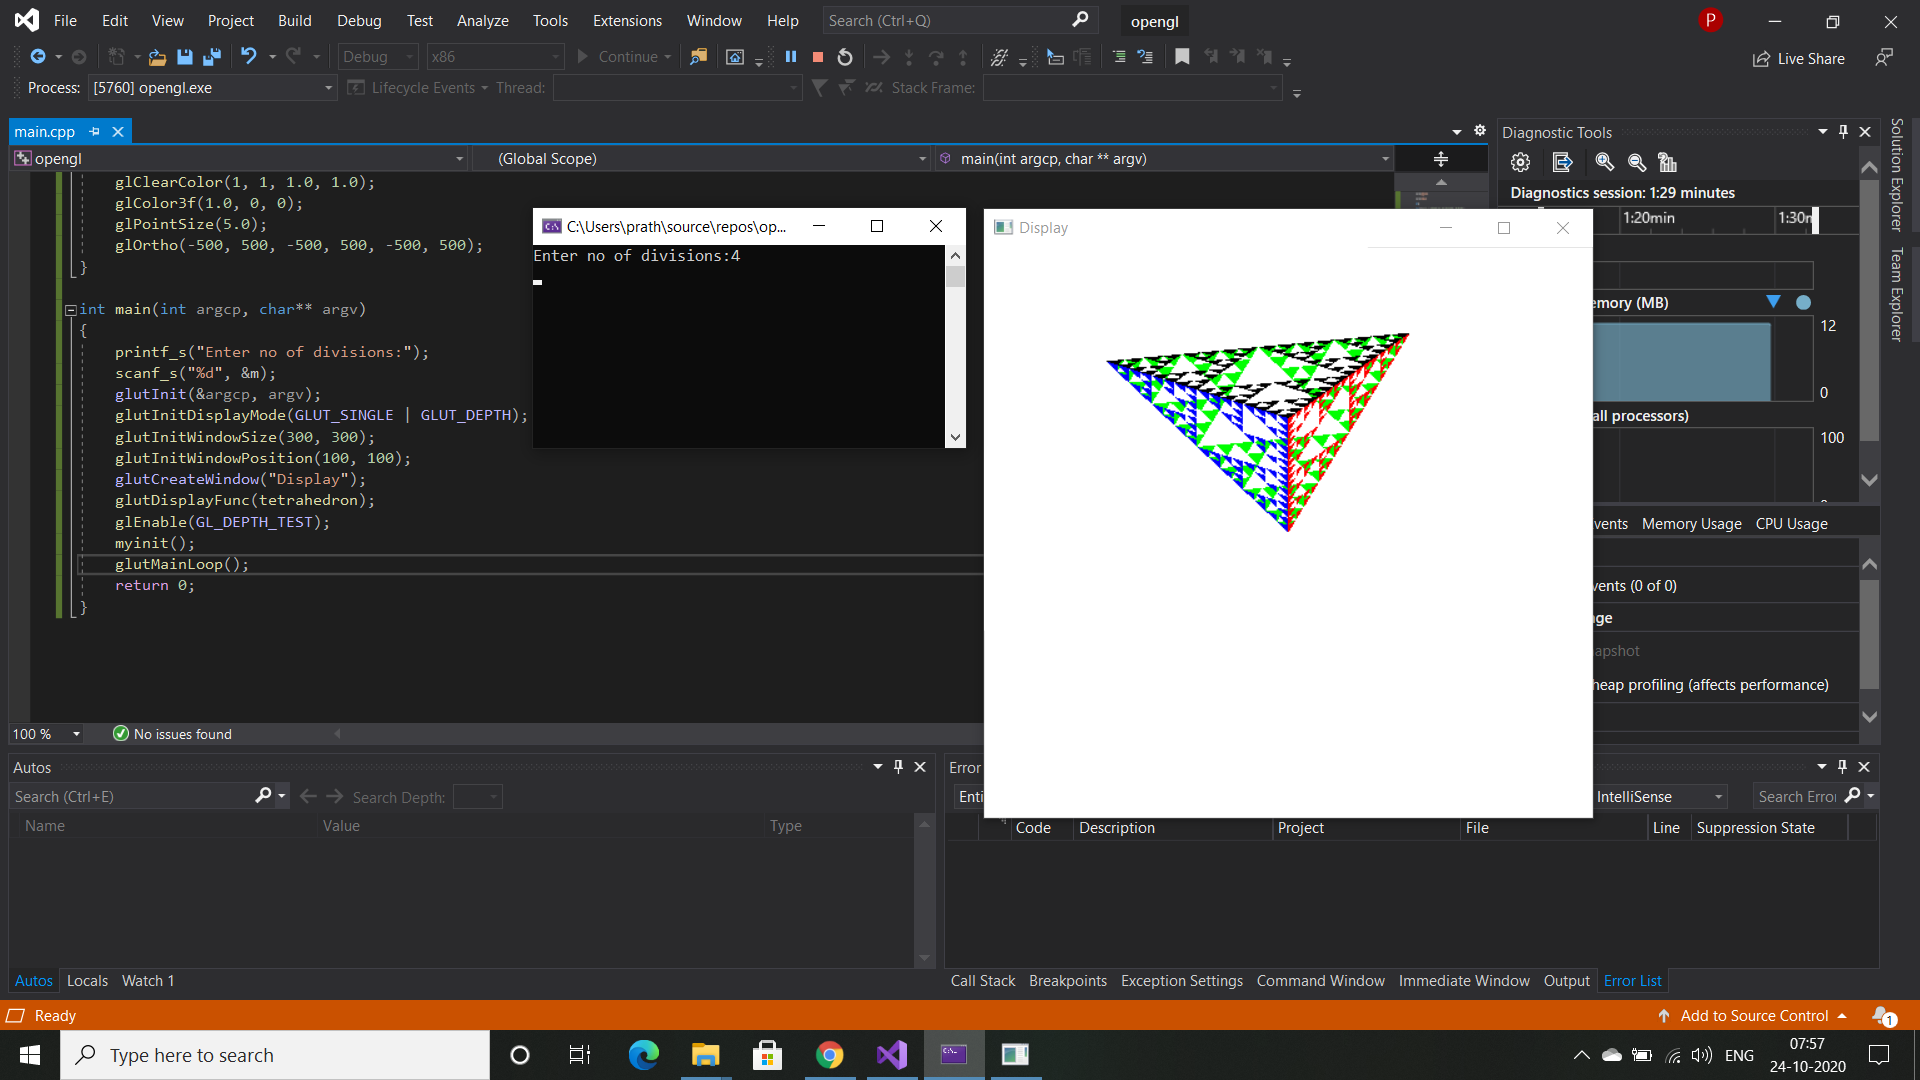 File Edit View Project Build Debug Test Analyze Tools Extensions Window Help Search (Ctrl+Q) opengl P
Debug x86 Continue Live Share
Process: [5760] opengl.exe Lifecycle Events Thread: Stack Frame:
main.cpp
opengl (Global Scope) main(int argcp, char ** argv)
glClearColor(1, 1, 1.0, 1.0);
glColor3f(1.0, 0, 0);
glPointSize(5.0);
glOrtho(-500, 500, -500, 500, -500, 500);
}
int main(int argcp, char** argv)
{
printf_s("Enter no of divisions:");
scanf_s("%d", &m);
glutInit(&argcp, argv);
glutInitDisplayMode(GLUT_SINGLE | GLUT_DEPTH);
glutInitWindowSize(300, 300);
glutInitWindowPosition(100, 100);
glutCreateWindow("Display");
glutDisplayFunc(tetrahedron);
glEnable(GL_DEPTH_TEST);
myinit();
glutMainLoop();
return 0;
}
C:\Users\prath\source\repos\op...
Enter no of divisions:4
Display
Diagnostic Tools
Diagnostics session: 1:29 minutes
1:20min 1:30m
emory (MB)
12
0
all processors)
100
vents Memory Usage CPU Usage
vents (0 of 0)
ge
apshot
heap profiling (affects performance)
Solution Explorer
Team Explorer
100 % No issues found
Autos
Search (Ctrl+E) Search Depth:
Name Value Type
Autos Locals Watch 1
Error
Enti IntelliSense Search Error
Code Description Project File Line Suppression State
Call Stack Breakpoints Exception Settings Command Window Immediate Window Output Error List
Ready Add to Source Control 1
Type here to search ENG 07:57
24-10-2020